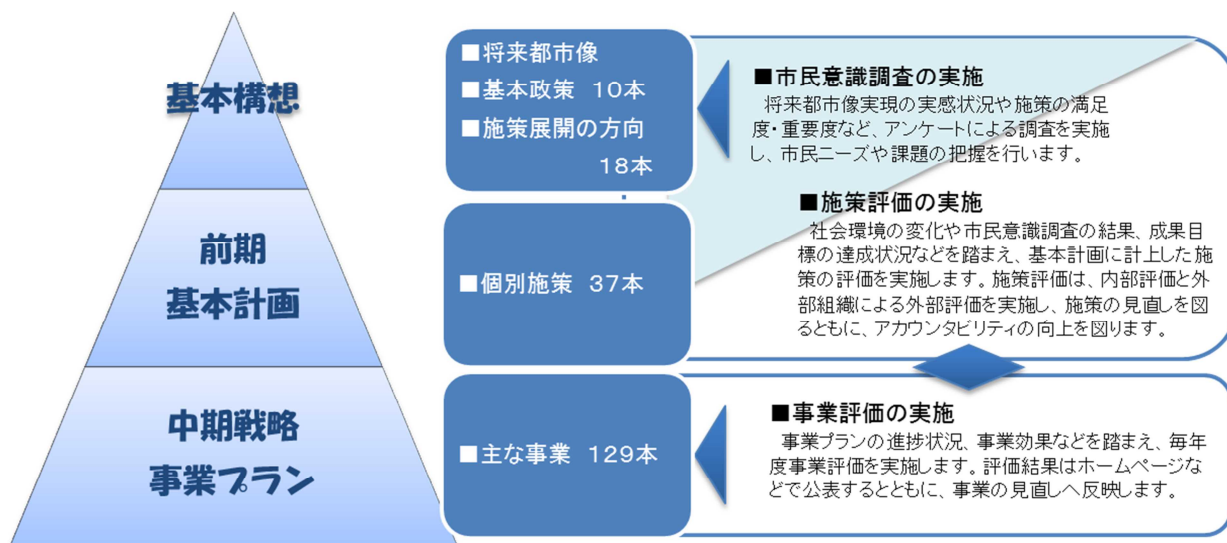 基本構想
前期
基本計画
中期戦略
事業プラン
■将来都市像
■基本政策 10本
■施策展開の方向
18本
■個別施策 37本
■主な事業 129本
■市民意識調査の実施
将来都市像実現の実感状況や施策の満足
度・重要度など、アンケートによる調査を実施
し、市民ニーズや課題の把握を行います。
■施策評価の実施
社会環境の変化や市民意識調査の結果、成果目
標の達成状況などを踏まえ、基本計画に計上した施
策の評価を実施します。施策評価は、内部評価と外
部組織による外部評価を実施し、施策の見直しを図
るともに、アカウンタビリティの向上を図ります。
■事業評価の実施
事業プランの進捗状況、事業効果などを踏まえ、毎年
度事業評価を実施します。評価結果はホームページな
どで公表するとともに、事業の見直しへ反映します。